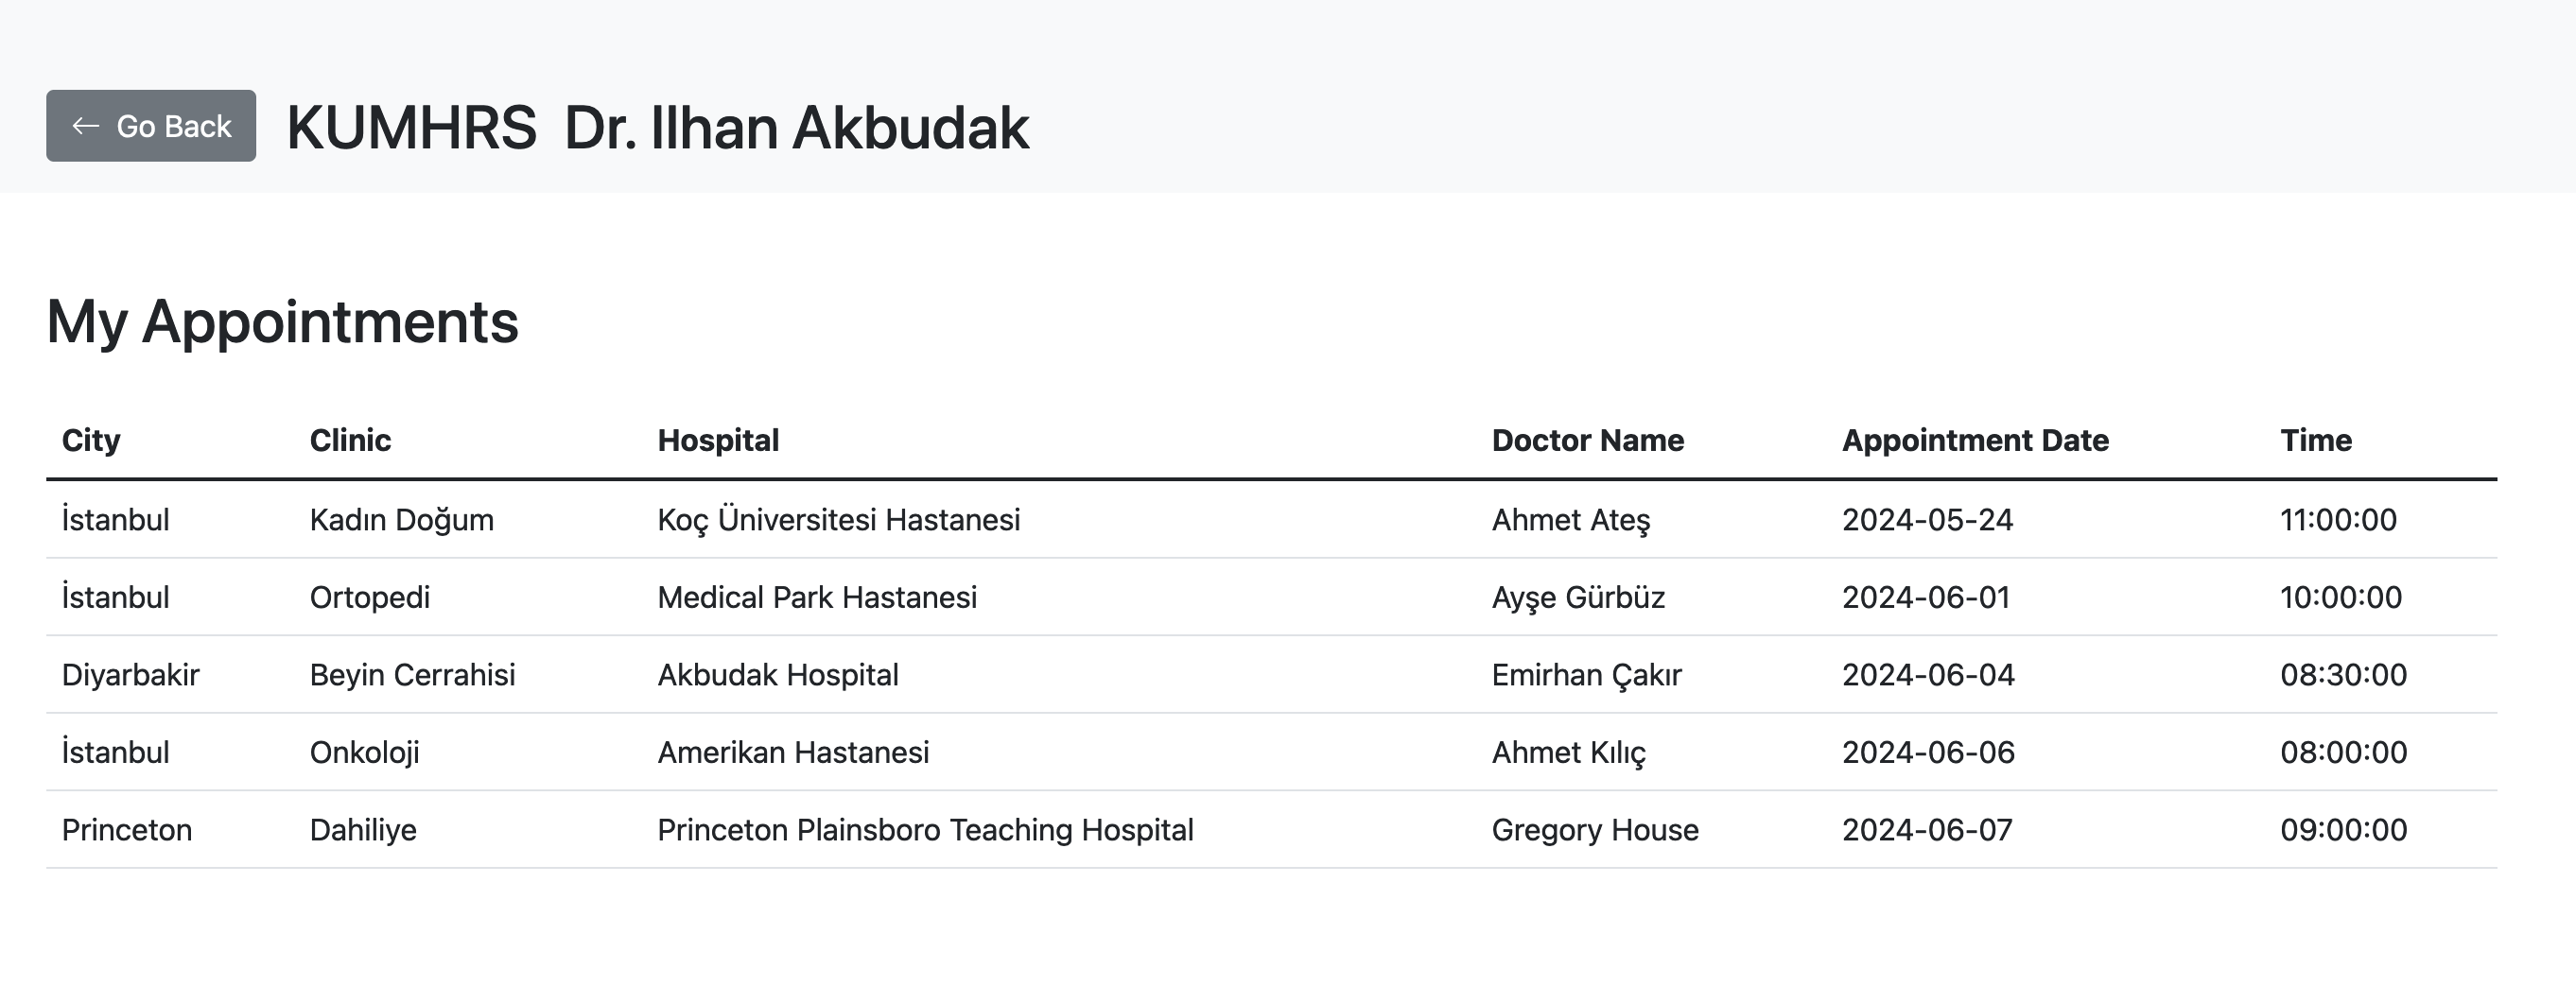 ← Go Back KUMHRS Dr. Ilhan Akbudak
My Appointments
City Clinic Hospital Doctor Name Appointment Date Time
İstanbul Kadın Doğum Koç Üniversitesi Hastanesi Ahmet Ateş 2024-05-24 11:00:00
İstanbul Ortopedi Medical Park Hastanesi Ayşe Gürbüz 2024-06-01 10:00:00
Diyarbakir Beyin Cerrahisi Akbudak Hospital Emirhan Çakır 2024-06-04 08:30:00
İstanbul Onkoloji Amerikan Hastanesi Ahmet Kılıç 2024-06-06 08:00:00
Princeton Dahiliye Princeton Plainsboro Teaching Hospital Gregory House 2024-06-07 09:00:00